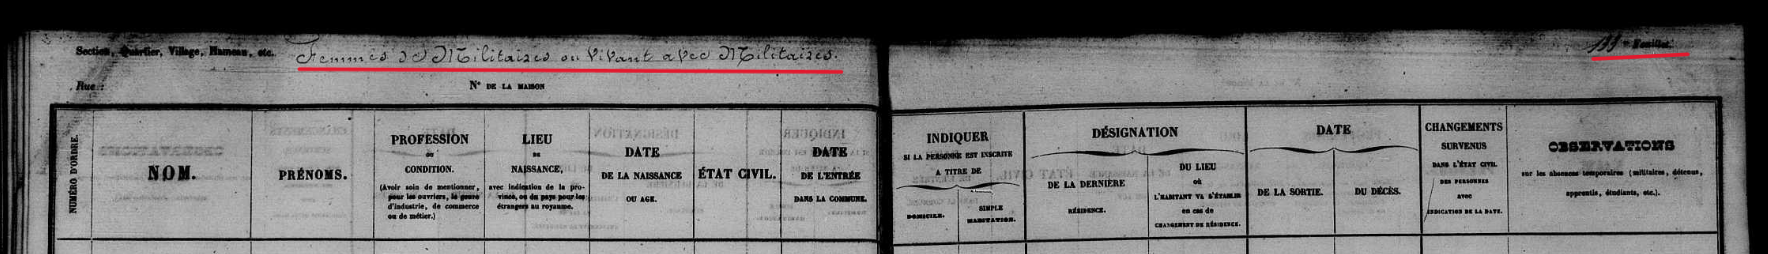 Section, Quartier, Village, Hameau, etc. Femmes de Militaires ou Vivant avec Militaires.
Feuillet.
Rue:
N° DE LA MAISON
NUMÉRO D'ORDRE.
NOM.
PRÉNOMS.
PROFESSION
OU
CONDITION.
(Avoir soin de mentionner,
pour les ouvriers, le genre
d'industrie, de commerce
ou de métier.)
LIEU
DE
NAISSANCE,
avec indication de la pro-
vince, ou du pays pour les
étrangers au royaume.
DATE
DE LA NAISSANCE
OU AGE.
ÉTAT CIVIL.
DATE
DE L'ENTRÉE
DANS LA COMMUNE.
INDIQUER
SI LA PERSONNE EST INSCRITE
A TITRE DE
DOMICILE.
SIMPLE
HABITATION.
DÉSIGNATION
DE LA DERNIÈRE
RÉSIDENCE.
DU LIEU
où
L'HABITANT VA S'ÉTABLIR
en cas de
CHANGEMENT DE RÉSIDENCE.
DATE
DE LA SORTIE.
DU DÉCÈS.
CHANGEMENTS
SURVENUS
DANS L'ÉTAT CIVIL
DES PERSONNES
AVEC
INDICATION DE LA DATE.
OBSERVATIONS
sur les absences temporaires (militaires, détenus,
apprentis, étudiants, etc.).